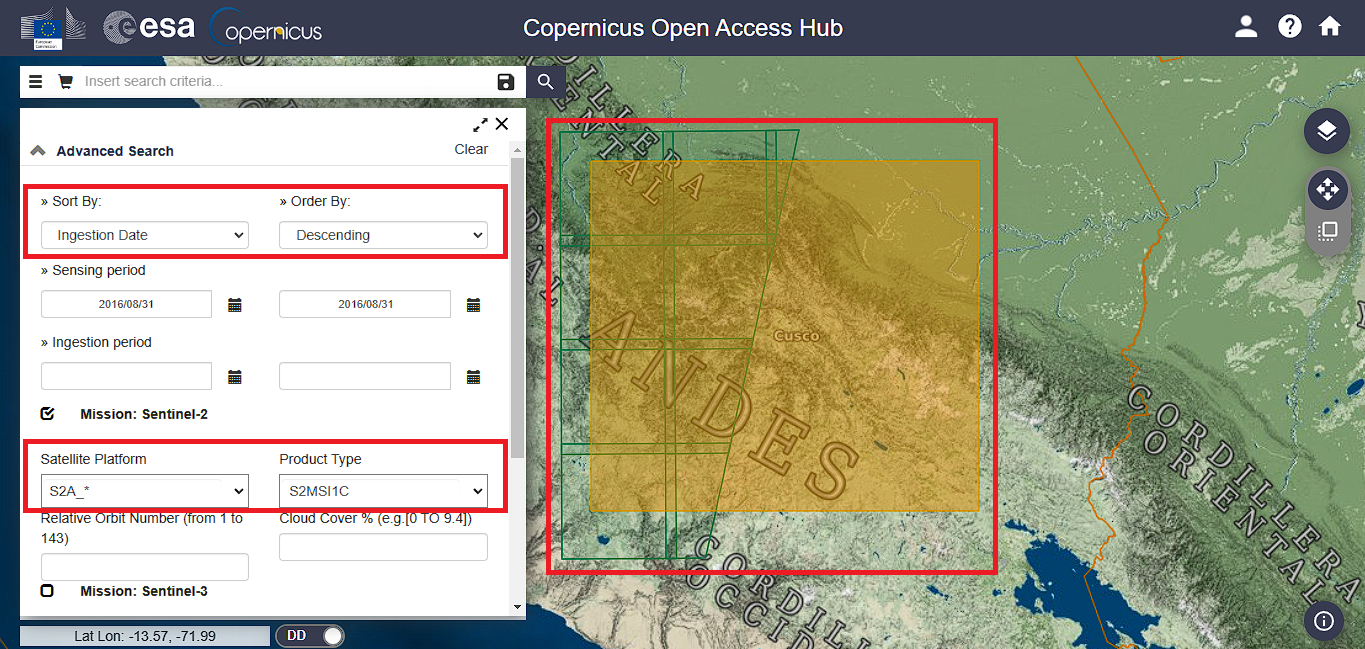 European
Commission
esa
opernicus
Copernicus Open Access Hub
Insert search criteria...
Advanced Search
Clear
» Sort By:
» Order By:
Ingestion Date
Descending
» Sensing period
2016/08/31
2016/08/31
» Ingestion period
Mission: Sentinel-2
Satellite Platform
Product Type
S2A_*
S2MSI1C
Relative Orbit Number (from 1 to
143)
Cloud Cover % (e.g.[0 TO 9.4])
Mission: Sentinel-3
Lat Lon: -13.57, -71.99
DD
ORIENTAL
Cusco
ANDES
CORDILLERA
ORIENTAL
CORDIL
OCCID